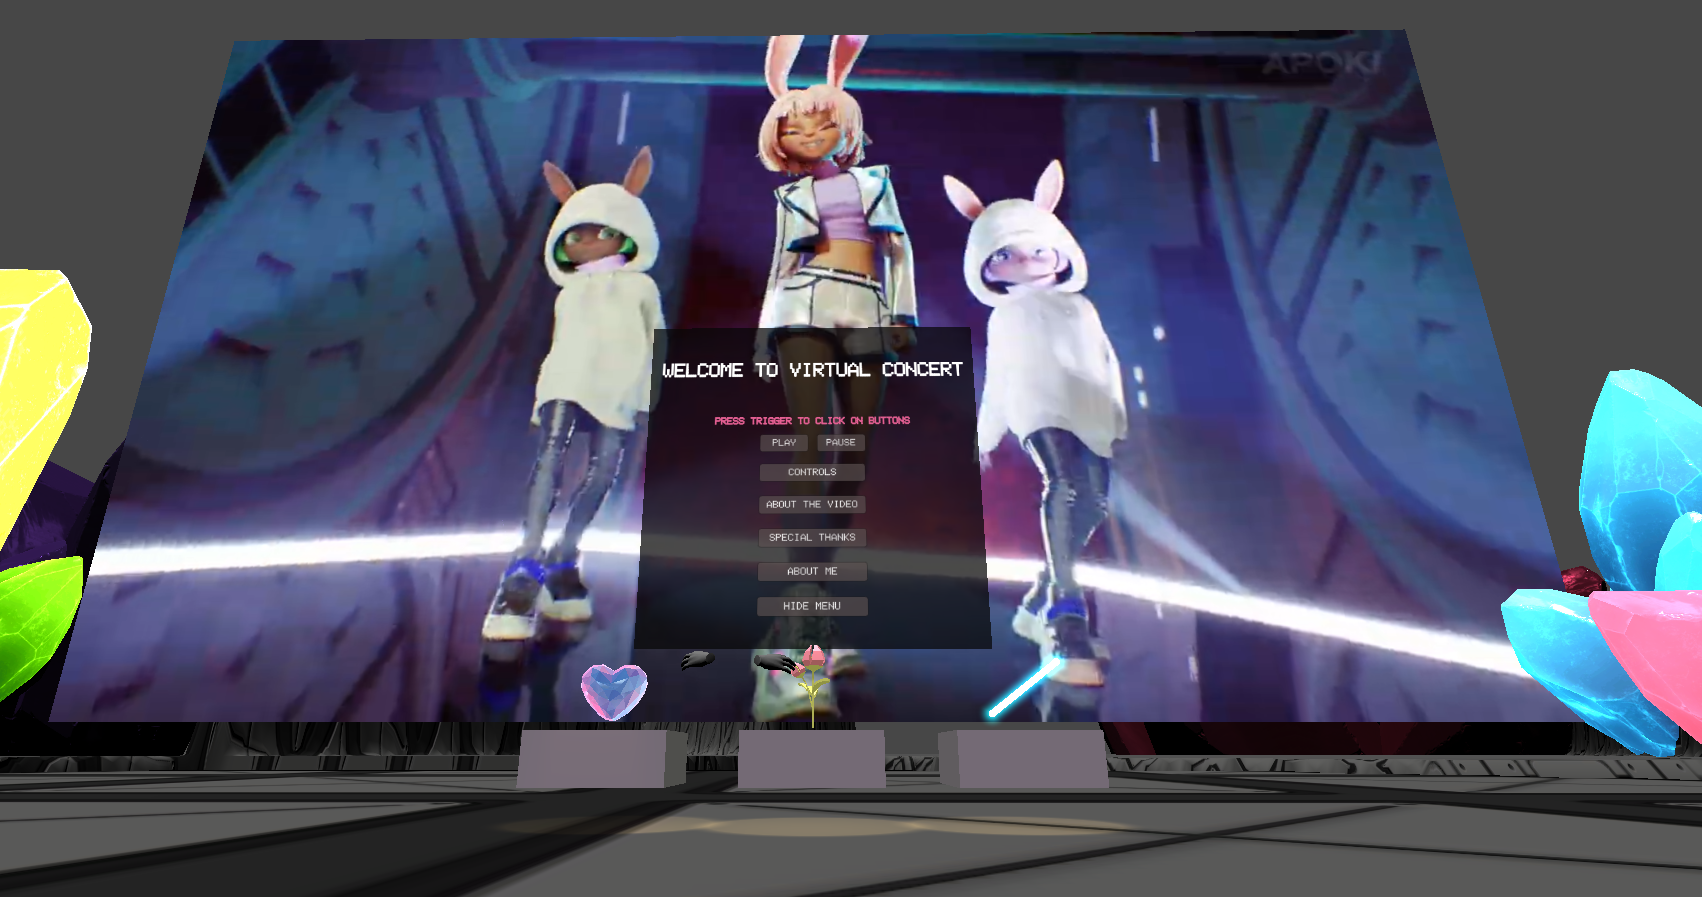 APOKI
WELCOME TO VIRTUAL CONCERT
PRESS TRIGGER TO CLICK ON BUTTONS
PLAY PAUSE
CONTROLS
ABOUT THE VIDEO
SPECIAL THANKS
ABOUT ME
HIDE MENU